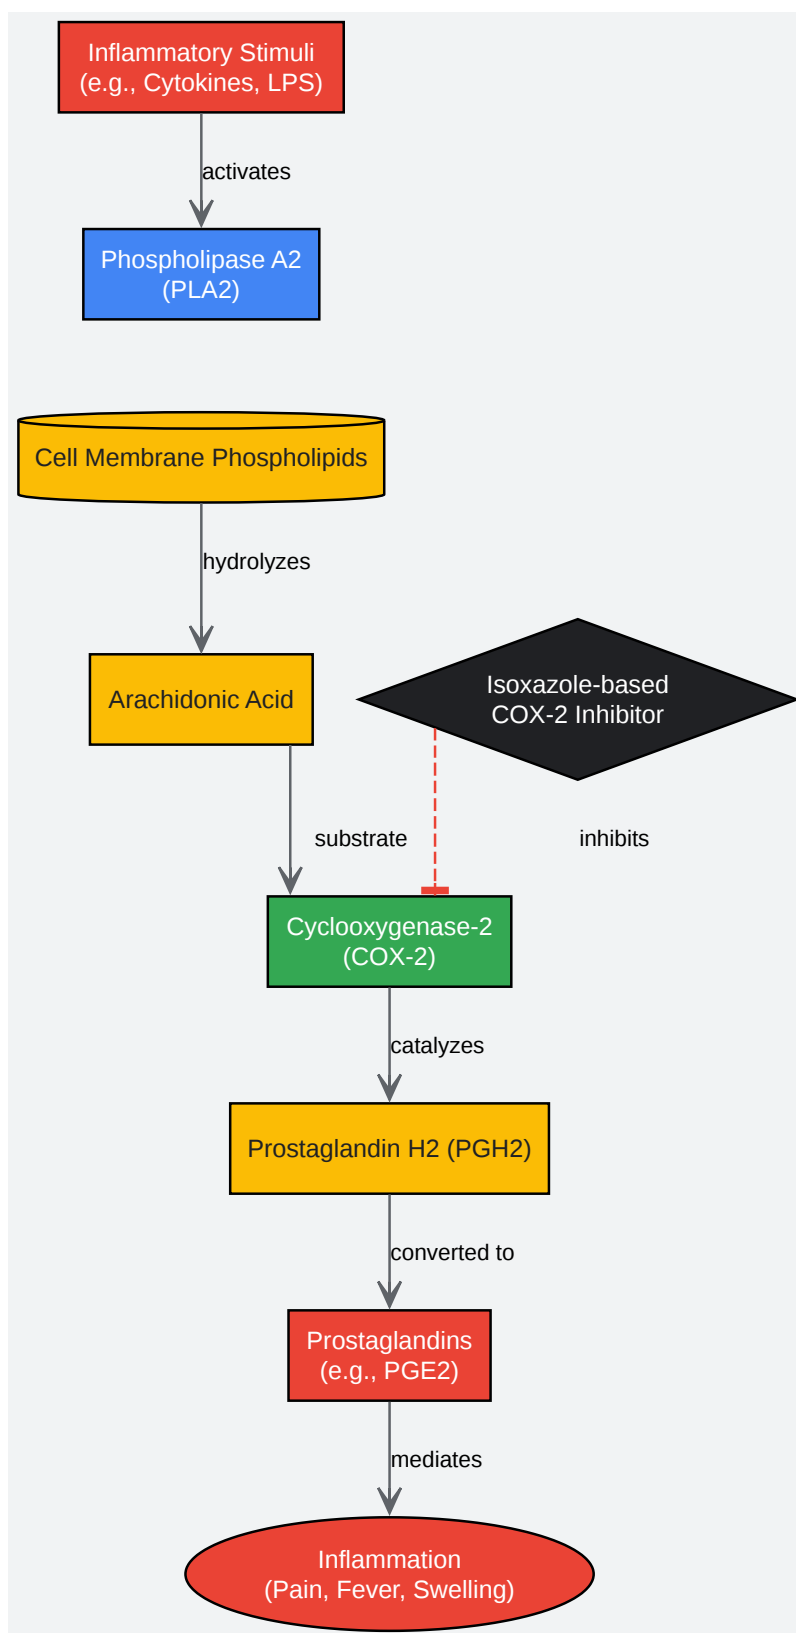 Inflammatory Stimuli
(e.g., Cytokines, LPS)
activates
Phospholipase A2
(PLA2)
Cell Membrane Phospholipids
hydrolyzes
Arachidonic Acid
Isoxazole-based
COX-2 Inhibitor
substrate
inhibits
Cyclooxygenase-2
(COX-2)
catalyzes
Prostaglandin H2 (PGH2)
converted to
Prostaglandins
(e.g., PGE2)
mediates
Inflammation
(Pain, Fever, Swelling)